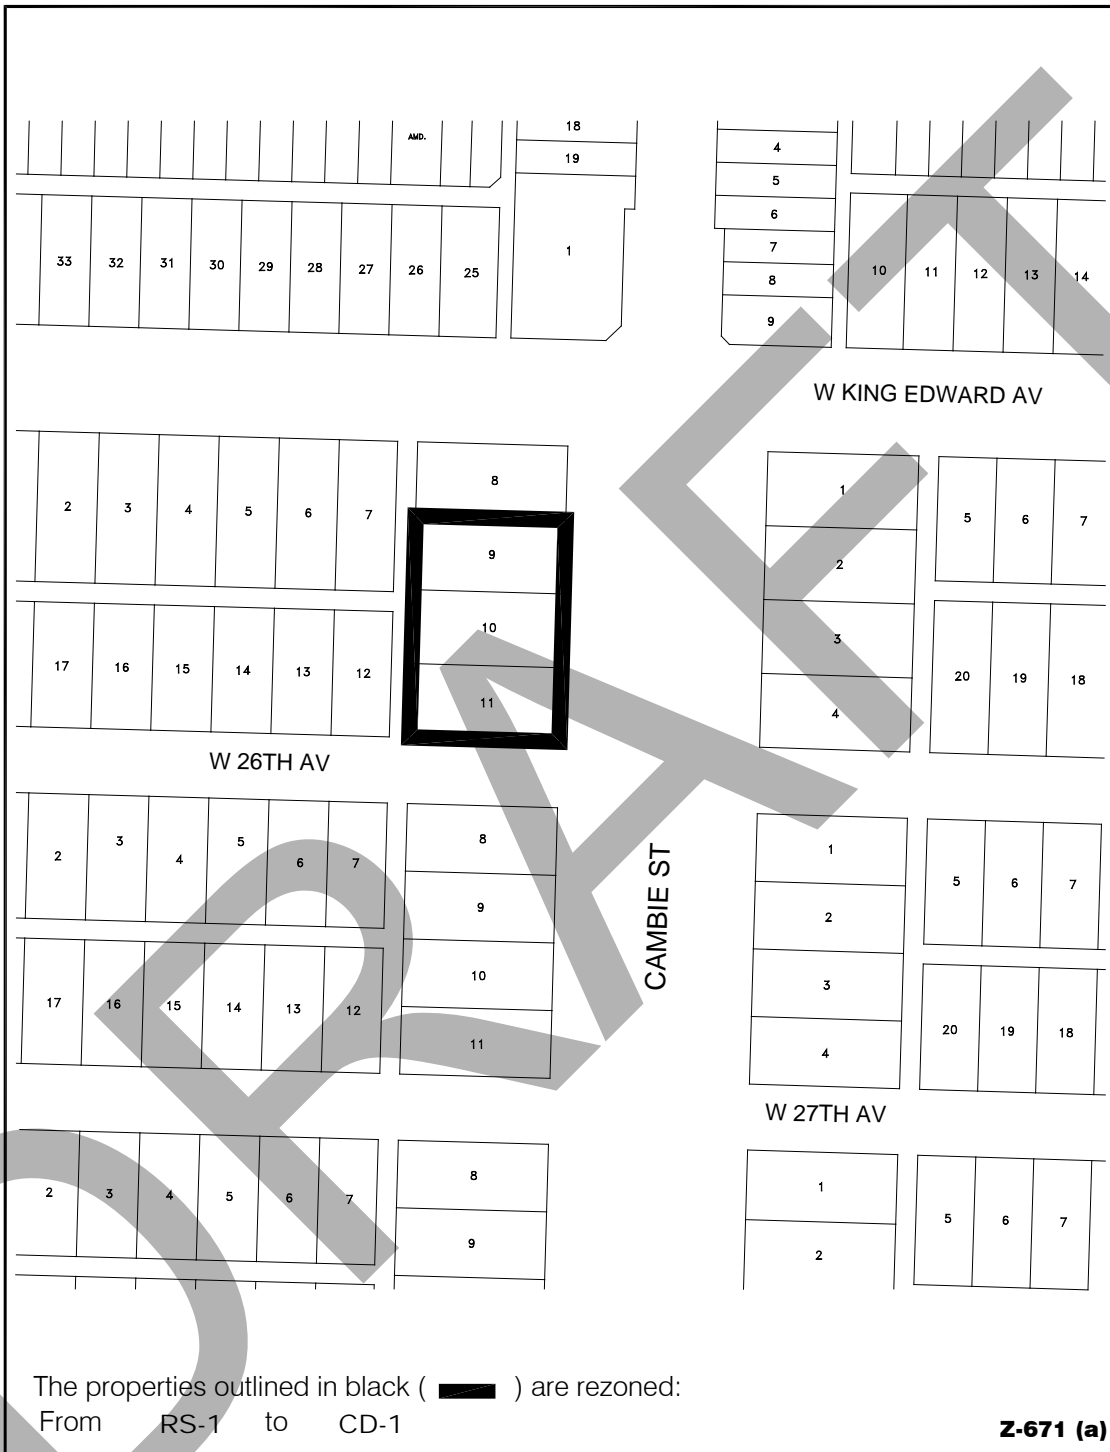 AMD.
18
19
4
5
6
7
8
9
33 32 31 30 29 28 27 26 25
1
10 11 12 13 14
W KING EDWARD AV
2 3 4 5 6 7
8
9
10
11
1
2
3
4
5 6 7
17 16 15 14 13 12
20 19 18
W 26TH AV
2 3 4 5 6 7
8
9
10
11
CAMBIE ST
1
2
3
4
5 6 7
17 16 15 14 13 12
20 19 18
W 27TH AV
2 3 4 5 6 7
8
9
1
2
5 6 7
DRAFT
The properties outlined in black ( ) are rezoned:
From RS-1 to CD-1
Z-671 (a)